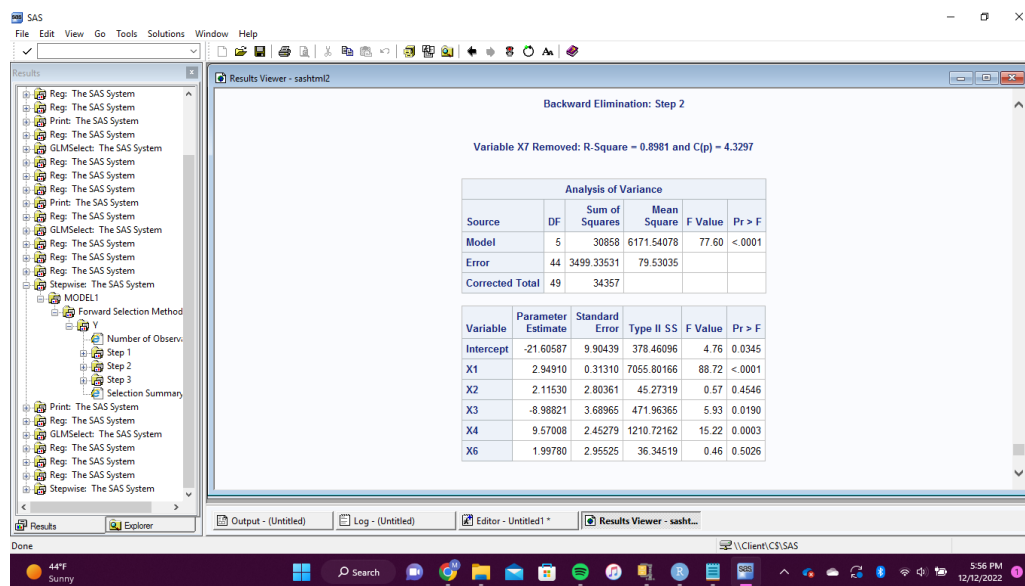 SAS
File Edit View Go Tools Solutions Window Help
Results
Results Viewer - sashtml2
Reg: The SAS System
Reg: The SAS System
Print: The SAS System
Reg: The SAS System
GLMSelect: The SAS System
Reg: The SAS System
Reg: The SAS System
Reg: The SAS System
Print: The SAS System
Reg: The SAS System
GLMSelect: The SAS System
Reg: The SAS System
Reg: The SAS System
Reg: The SAS System
Stepwise: The SAS System
MODEL1
Forward Selection Method
Y
Number of Observ
Step 1
Step 2
Step 3
Selection Summary
Print: The SAS System
Reg: The SAS System
GLMSelect: The SAS System
Reg: The SAS System
Reg: The SAS System
Reg: The SAS System
Stepwise: The SAS System
Results Explorer
Backward Elimination: Step 2
Variable X7 Removed: R-Square = 0.8981 and C(p) = 4.3297
Analysis of Variance
Source DF Sum of Squares Mean Square F Value Pr > F
Model 5 30858 6171.54078 77.60 <.0001
Error 44 3499.33531 79.53035
Corrected Total 49 34357
Variable Parameter Estimate Standard Error Type II SS F Value Pr > F
Intercept -21.60587 9.90439 378.46096 4.76 0.0345
X1 2.94910 0.31310 7055.80166 88.72 <.0001
X2 2.11530 2.80361 45.27319 0.57 0.4546
X3 -8.98821 3.68965 471.96365 5.93 0.0190
X4 9.57008 2.45279 1210.72162 15.22 0.0003
X6 1.99780 2.95525 36.34519 0.46 0.5026
Output - (Untitled) Log - (Untitled) Editor - Untitled1 * Results Viewer - sasht...
Done \\Client\C$\SAS
44°F
Sunny
Search
5:56 PM
12/12/2022
1